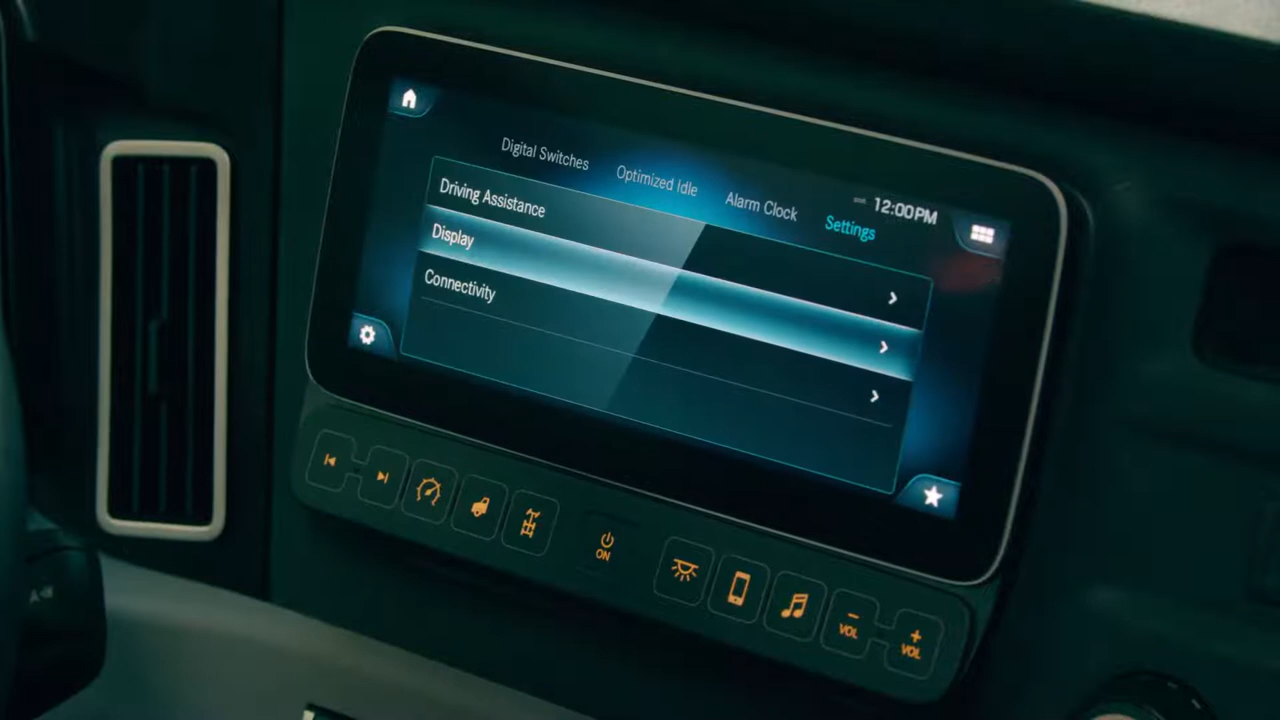 Digital Switches
Optimized Idle
Alarm Clock
Settings
12:00PM
Driving Assistance
Display
Connectivity
ON
VOL
VOL